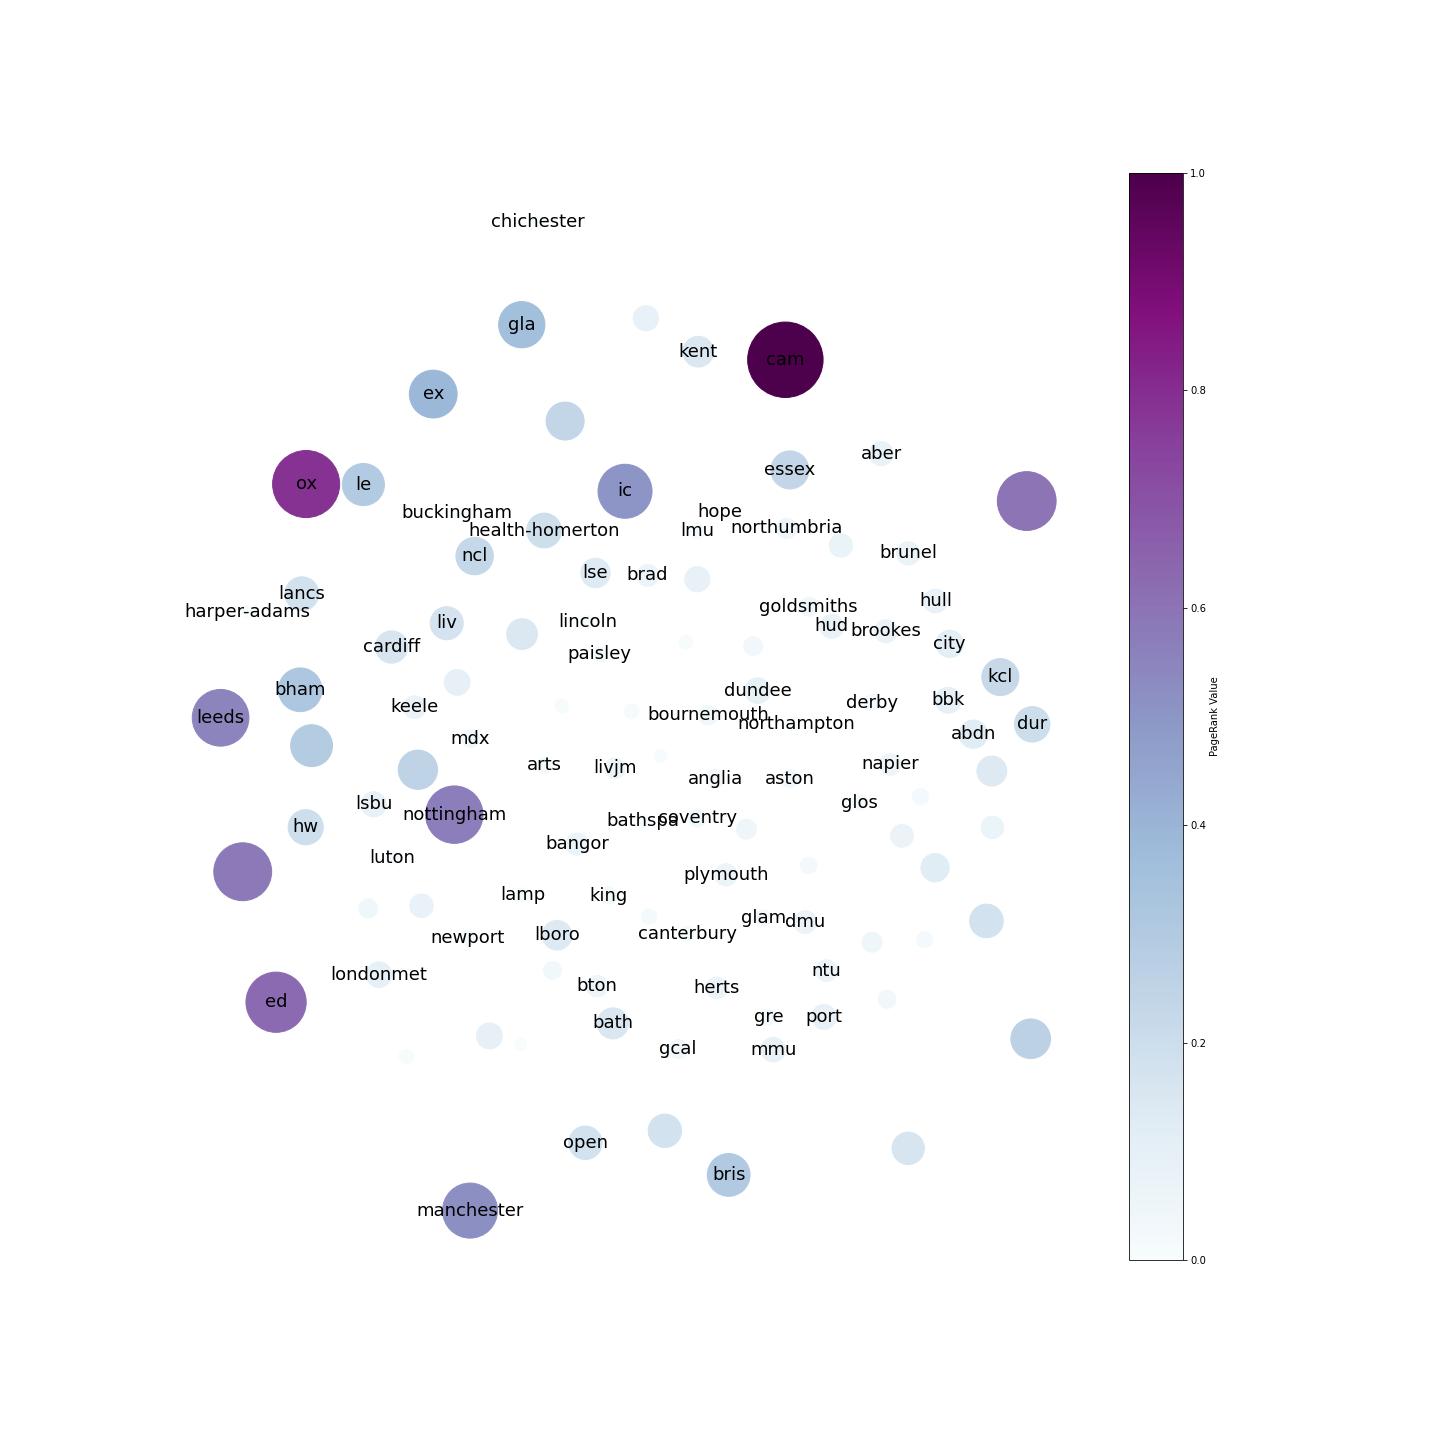 1.0
chichester
gla
kent
cam
ex
0.8
aber
essex
ox
le
ic
buckingham
hope
health-homerton
lmu
northumbria
ncl
brunel
lse
brad
lancs
hull
goldsmiths
0.6
harper-adams
lincoln
liv
hud
brookes
cardiff
city
paisley
kcl
bham
dundee
bbk
derby
keele
bournemouth
leeds
PageRank Value
northampton
dur
abdn
mdx
arts
livjm
napier
anglia
aston
lsbu
glos
nottingham
coventry
bathspa
0.4
hw
bangor
luton
plymouth
lamp
king
glam
dmu
lboro
canterbury
newport
ntu
londonmet
bton
herts
ed
gre
port
bath
0.2
gcal
mmu
open
bris
manchester
0.0